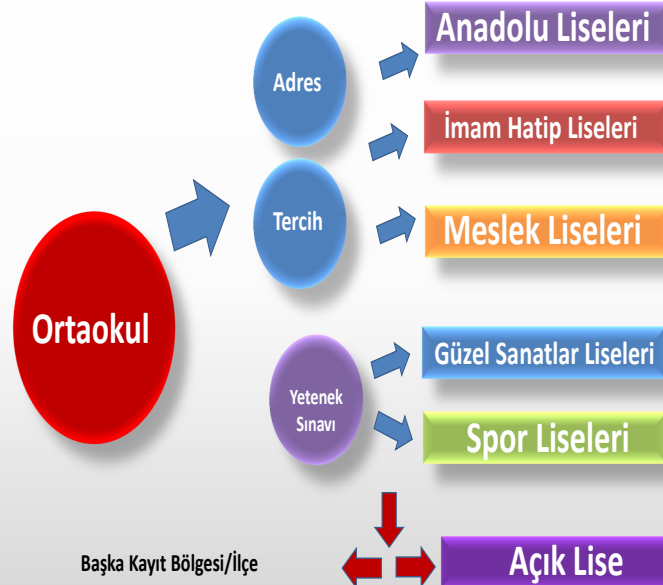 Anadolu Liseleri
Adres
İmam Hatip Liseleri
Tercih
Meslek Liseleri
Ortaokul
Güzel Sanatlar Liseleri
Yetenek
Sınavı
Spor Liseleri
Başka Kayıt Bölgesi/İlçe
Açık Lise